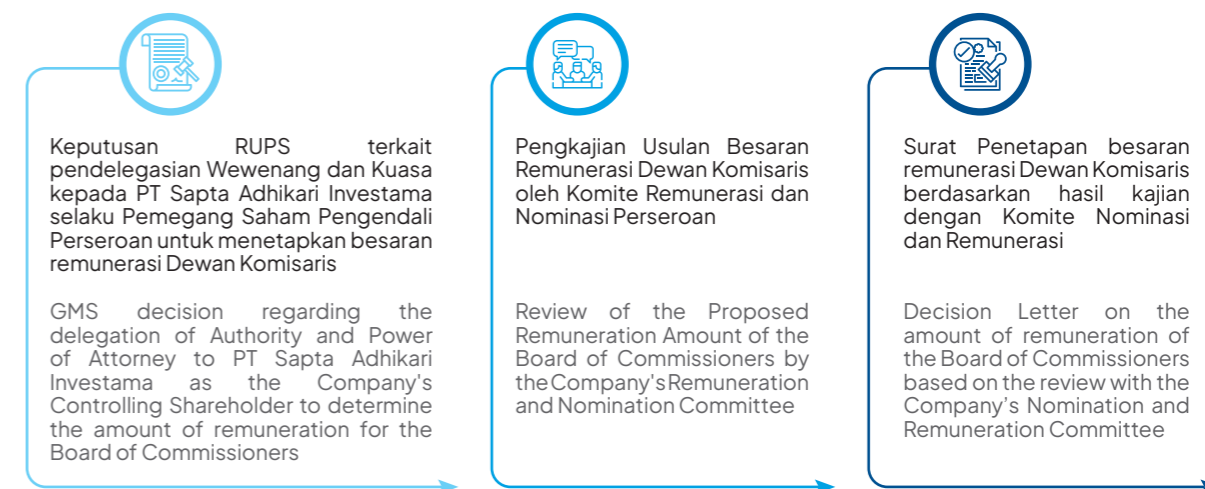 Keputusan RUPS terkait
pendelegasian Wewenang dan Kuasa
kepada PT Sapta Adhikari Investama
selaku Pemegang Saham Pengendali
Perseroan untuk menetapkan besaran
remunerasi Dewan Komisaris
GMS decision regarding the
delegation of Authority and Power
of Attorney to PT Sapta Adhikari
Investama as the Company's
Controlling Shareholder to determine
the amount of remuneration for the
Board of Commissioners
Pengkajian Usulan Besaran
Remunerasi Dewan Komisaris
oleh Komite Remunerasi dan
Nominasi Perseroan
Review of the Proposed
Remuneration Amount of the
Board of Commissioners by
the Company's Remuneration
and Nomination Committee
Surat Penetapan besaran
remunerasi Dewan Komisaris
berdasarkan hasil kajian
dengan Komite Nominasi
dan Remunerasi
Decision Letter on the
amount of remuneration of
the Board of Commissioners
based on the review with the
Company’s Nomination and
Remuneration Committee